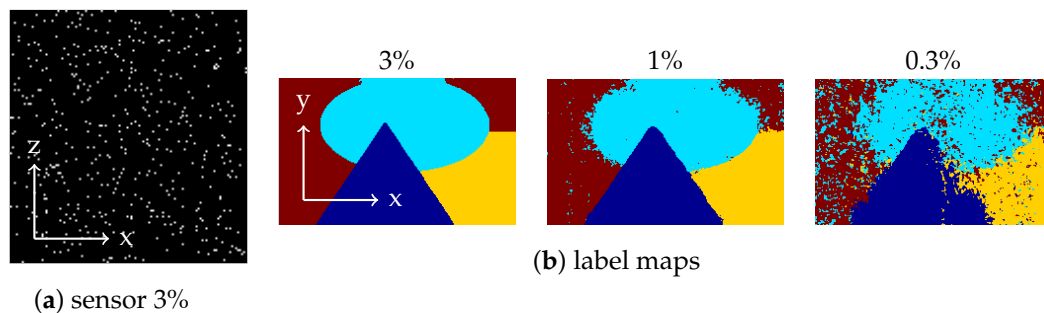 z
x
(a) sensor 3%
3%
1%
0.3%
y
x
(b) label maps